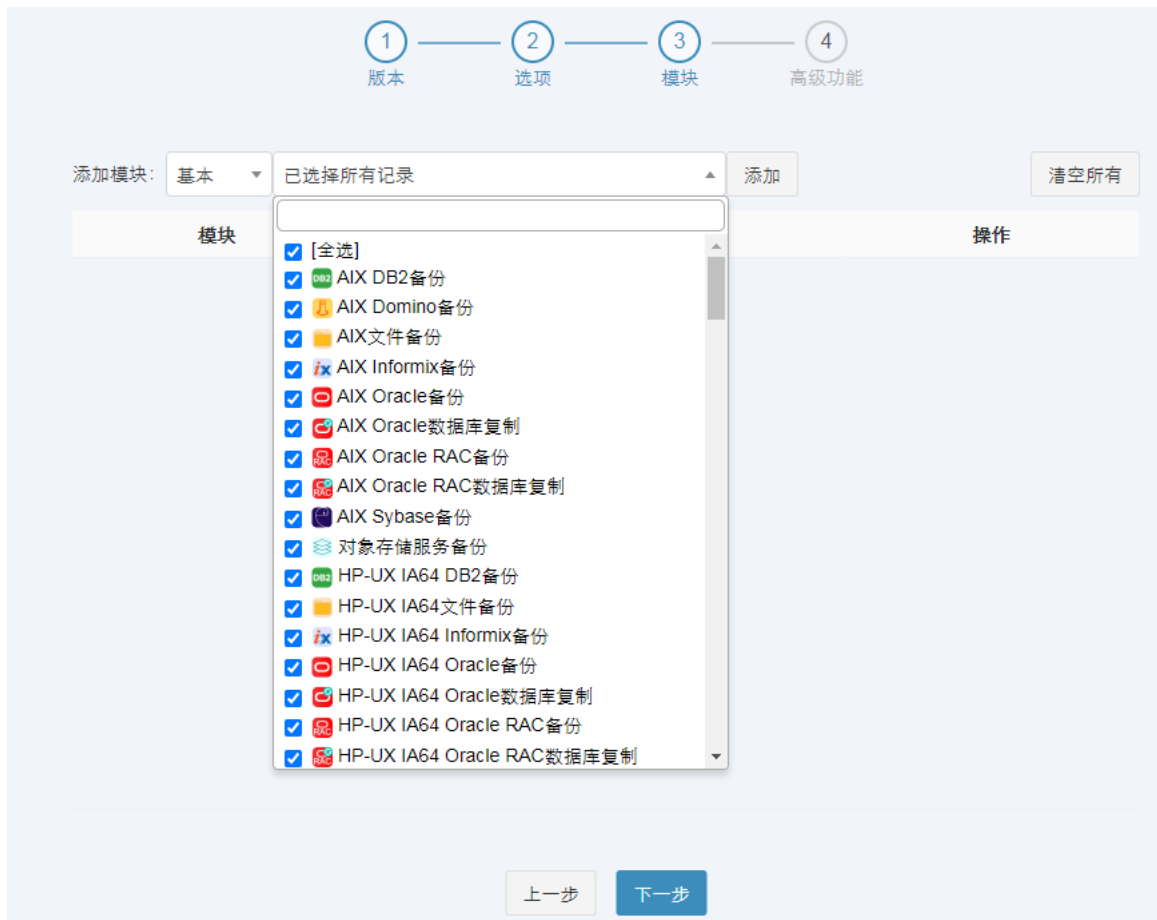 1
2
3
4
版本
选项
模块
高级功能
添加模块：
基本
已选择所有记录
添加
清空所有
模块
操作
[全选]
DB2 AIX DB2备份
AIX Domino备份
AIX文件备份
ix AIX Informix备份
AIX Oracle备份
AIX Oracle数据库复制
RAC AIX Oracle RAC备份
RAC AIX Oracle RAC数据库复制
AIX Sybase备份
对象存储服务备份
DB2 HP-UX IA64 DB2备份
HP-UX IA64文件备份
ix HP-UX IA64 Informix备份
HP-UX IA64 Oracle备份
HP-UX IA64 Oracle数据库复制
RAC HP-UX IA64 Oracle RAC备份
RAC HP-UX IA64 Oracle RAC数据库复制
上一步
下一步